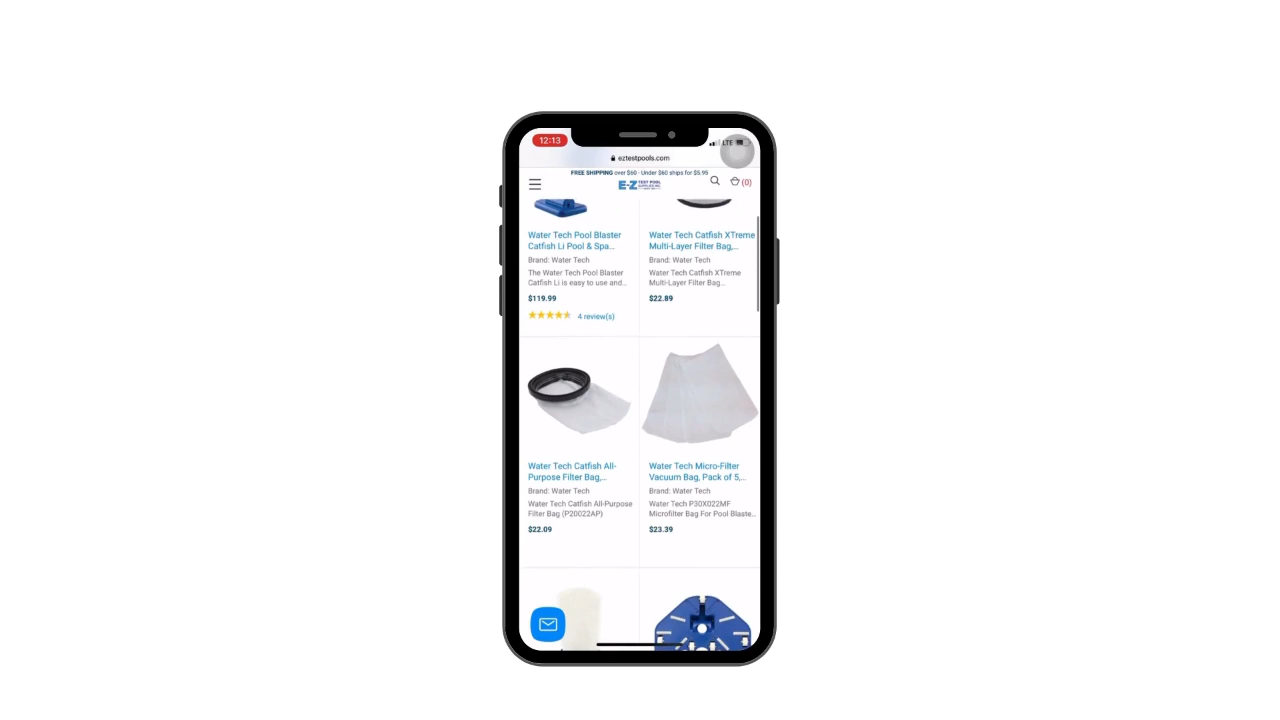 12:13
LTE
eztestpools.com
FREE SHIPPING over $60 - Under $60 ships for $5.95
E-Z TEST POOL
SUPPLIES INC.
(0)
Water Tech Pool Blaster
Catfish Li Pool & Spa...
Brand: Water Tech
The Water Tech Pool Blaster
Catfish Li is easy to use and...
$119.99
4 review(s)
Water Tech Catfish XTreme
Multi-Layer Filter Bag,...
Brand: Water Tech
Water Tech Catfish XTreme
Multi-Layer Filter Bag...
$22.89
Water Tech Catfish All-
Purpose Filter Bag,...
Brand: Water Tech
Water Tech Catfish All-Purpose
Filter Bag (P20022AP)
$22.09
Water Tech Micro-Filter
Vacuum Bag, Pack of 5,...
Brand: Water Tech
Water Tech P30X022MF
Microfilter Bag For Pool Blaste...
$23.39